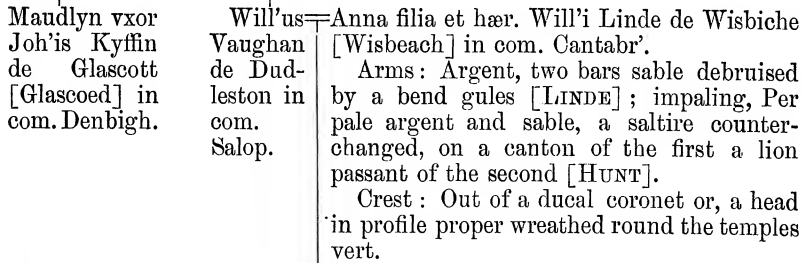 Maudlyn vxor
Joh'is Kyffin
de Glascott
[Glascoed] in
com. Denbigh.
Will'us
Vaughan
de Dud-
leston in
com.
Salop.
Anna filia et hær. Will'i Linde de Wisbiche
[Wisbeach] in com. Cantabr'.
Arms : Argent, two bars sable debruised
by a bend gules [LINDE] ; impaling, Per
pale argent and sable, a saltire counter-
changed, on a canton of the first a lion
passant of the second [HUNT].
Crest : Out of a ducal coronet or, a head
in profile proper wreathed round the temples
vert.